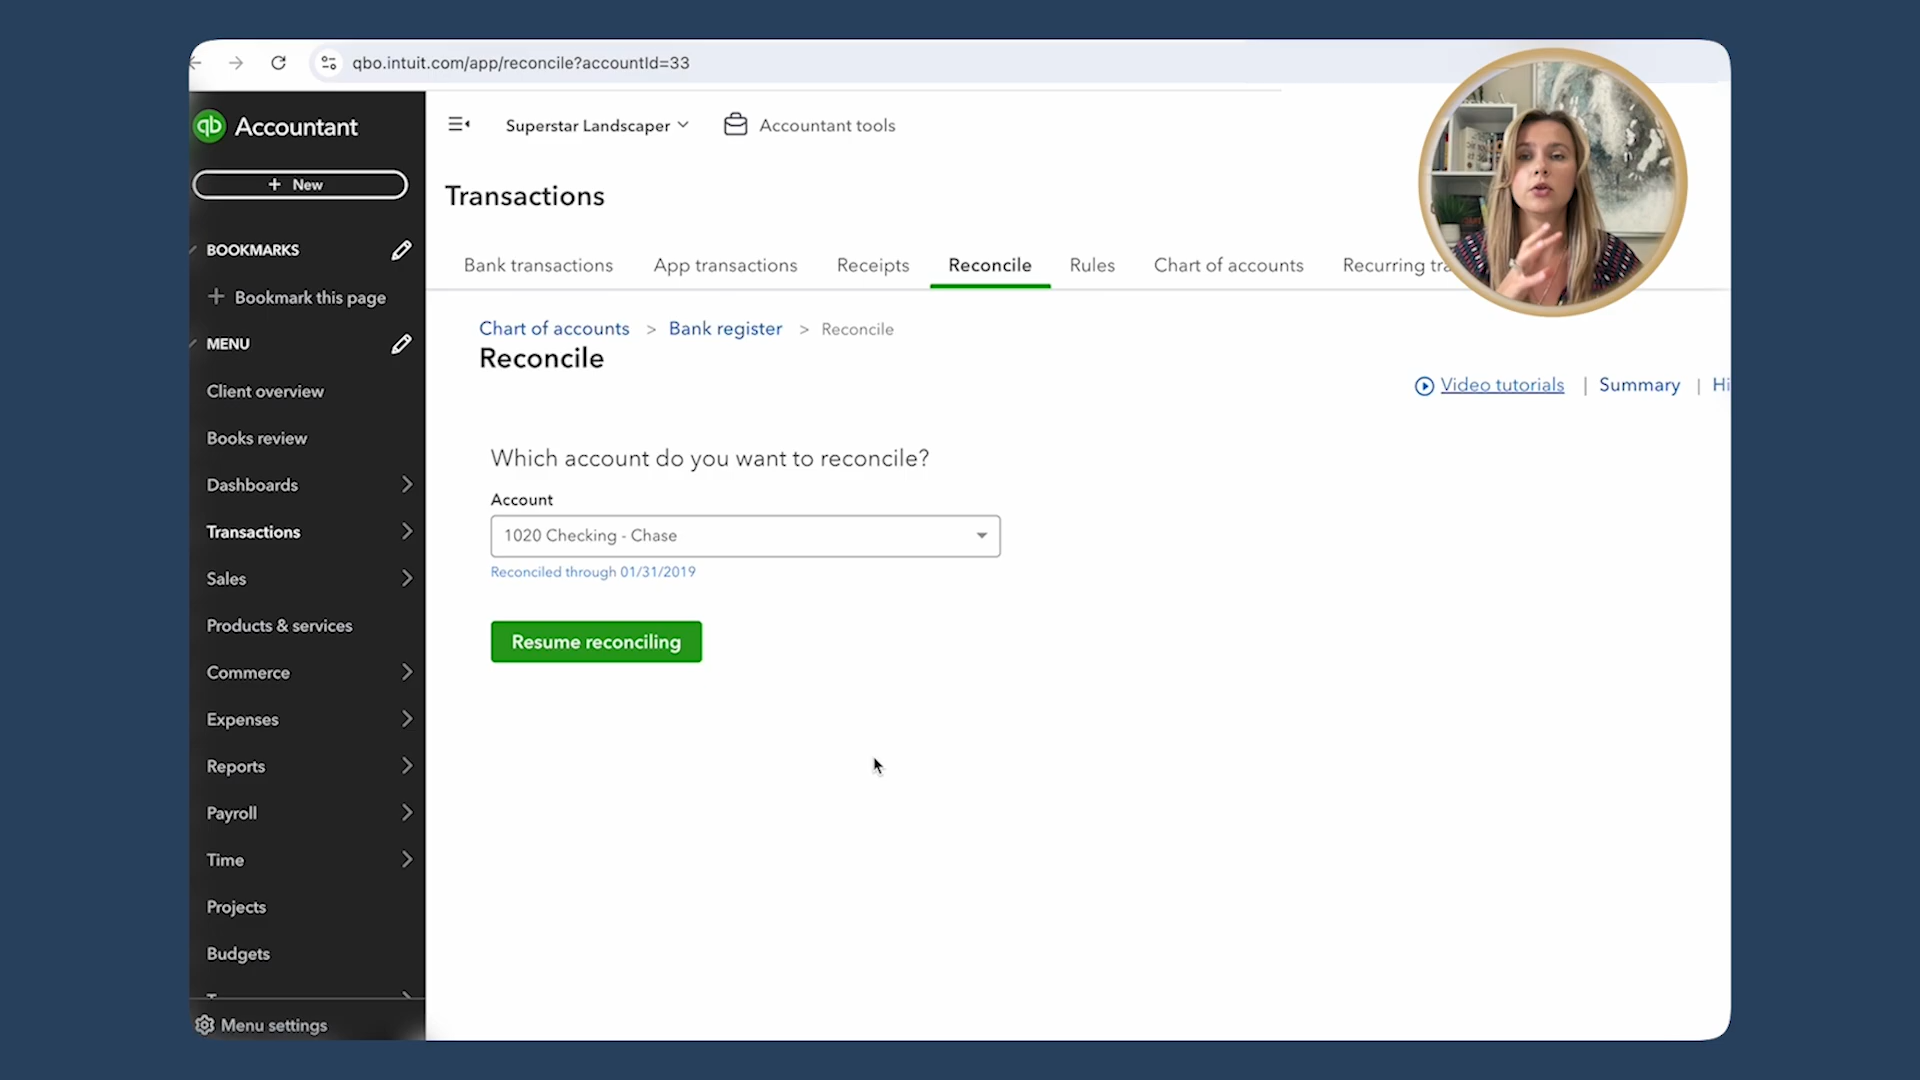 qbo.intuit.com/app/reconcile?accountId=33
qb Accountant
+ New
BOOKMARKS
+ Bookmark this page
MENU
Client overview
Books review
Dashboards
Transactions
Sales
Products & services
Commerce
Expenses
Reports
Payroll
Time
Projects
Budgets
Menu settings
Superstar Landscaper
Accountant tools
Transactions
Bank transactions App transactions Receipts Reconcile Rules Chart of accounts Recurring
Chart of accounts > Bank register > Reconcile
Reconcile
Video tutorials | Summary | Hi
Which account do you want to reconcile?
Account
1020 Checking - Chase
Reconciled through 01/31/2019
Resume reconciling